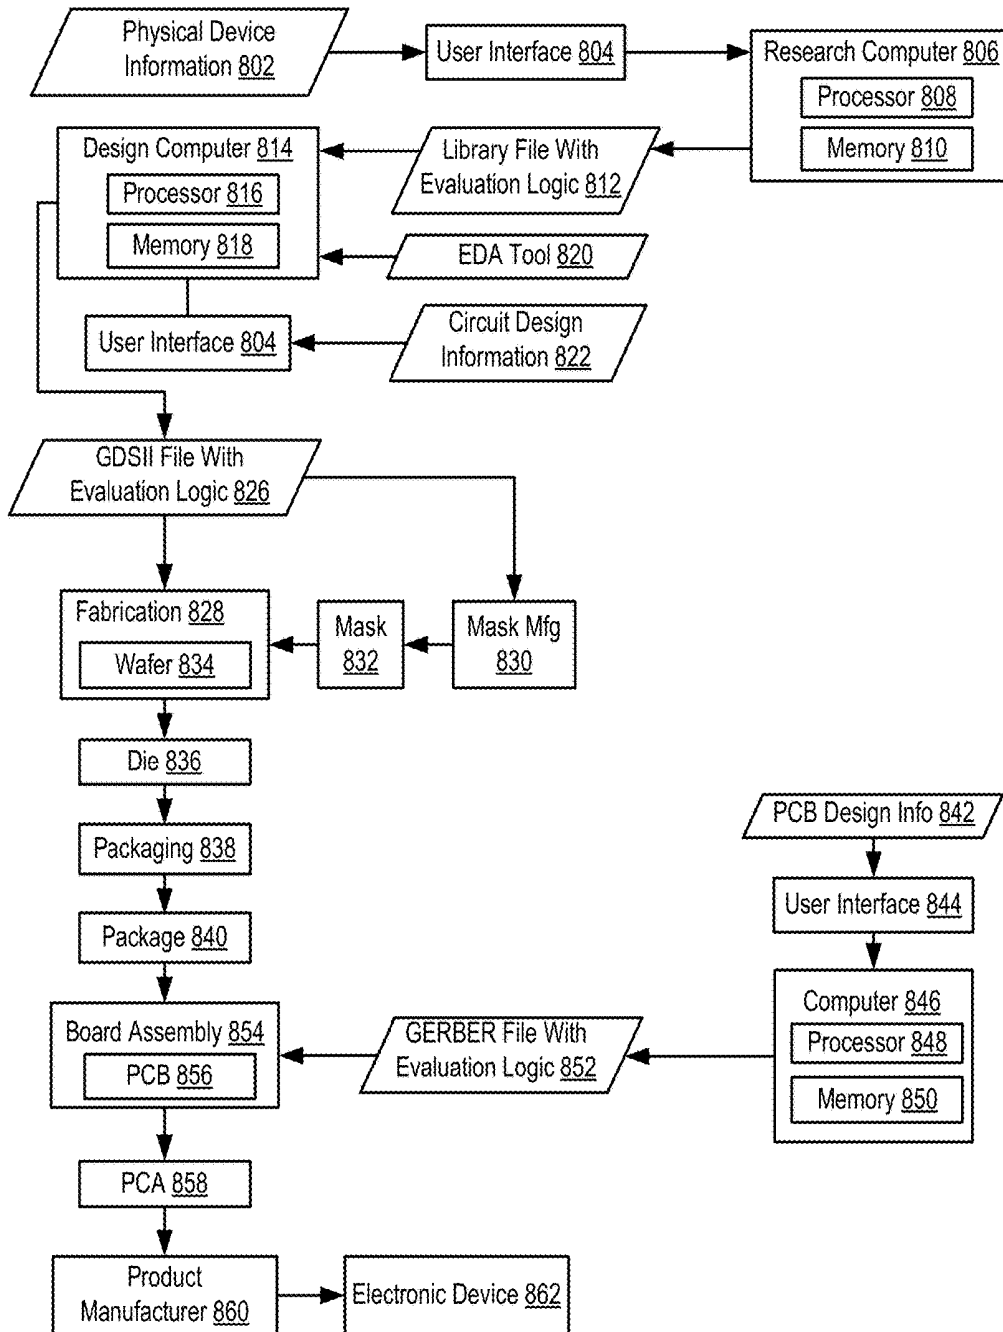 Physical Device
Information 802
User Interface 804
Research Computer 806
Processor 808
Memory 810
Design Computer 814
Processor 816
Memory 818
Library File With
Evaluation Logic 812
EDA Tool 820
User Interface 804
Circuit Design
Information 822
GDSII File With
Evaluation Logic 826
Fabrication 828
Wafer 834
Mask
832
Mask Mfg
830
Die 836
Packaging 838
Package 840
PCB Design Info 842
User Interface 844
Computer 846
Processor 848
Memory 850
Board Assembly 854
PCB 856
GERBER File With
Evaluation Logic 852
PCA 858
Product
Manufacturer 860
Electronic Device 862